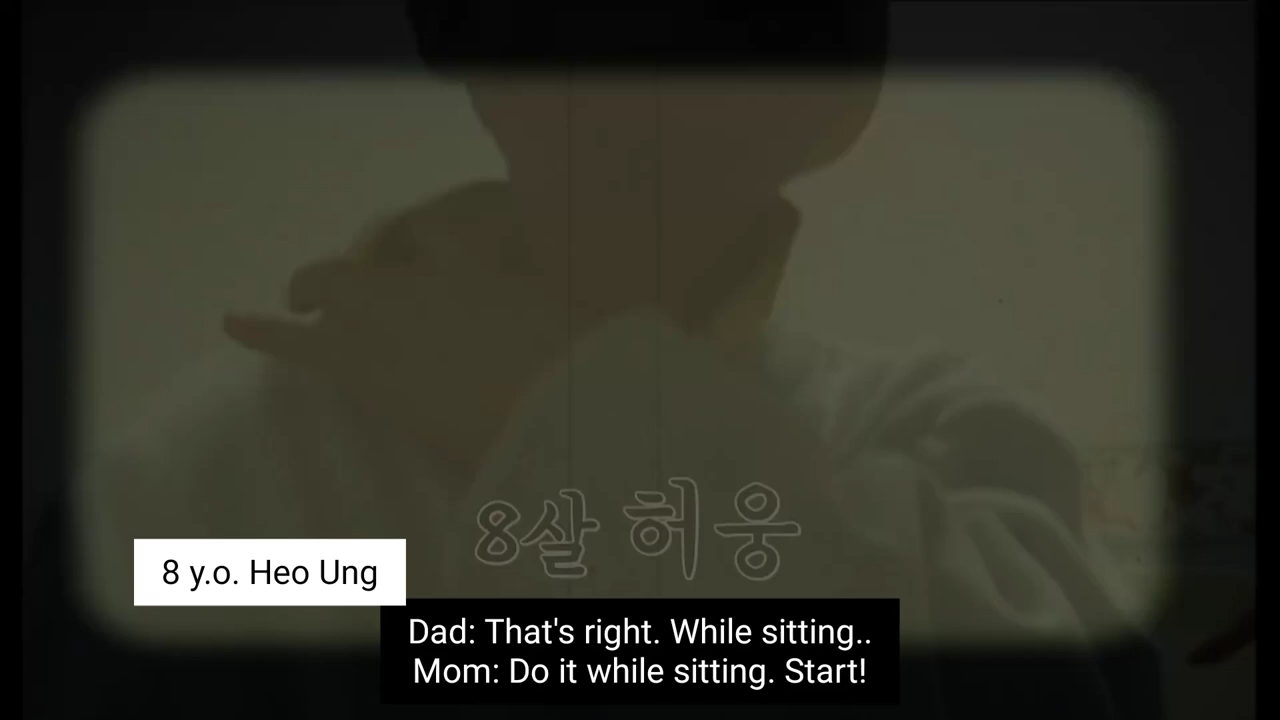 8살 허웅
8 y.o. Heo Ung
Dad: That's right. While sitting..
Mom: Do it while sitting. Start!